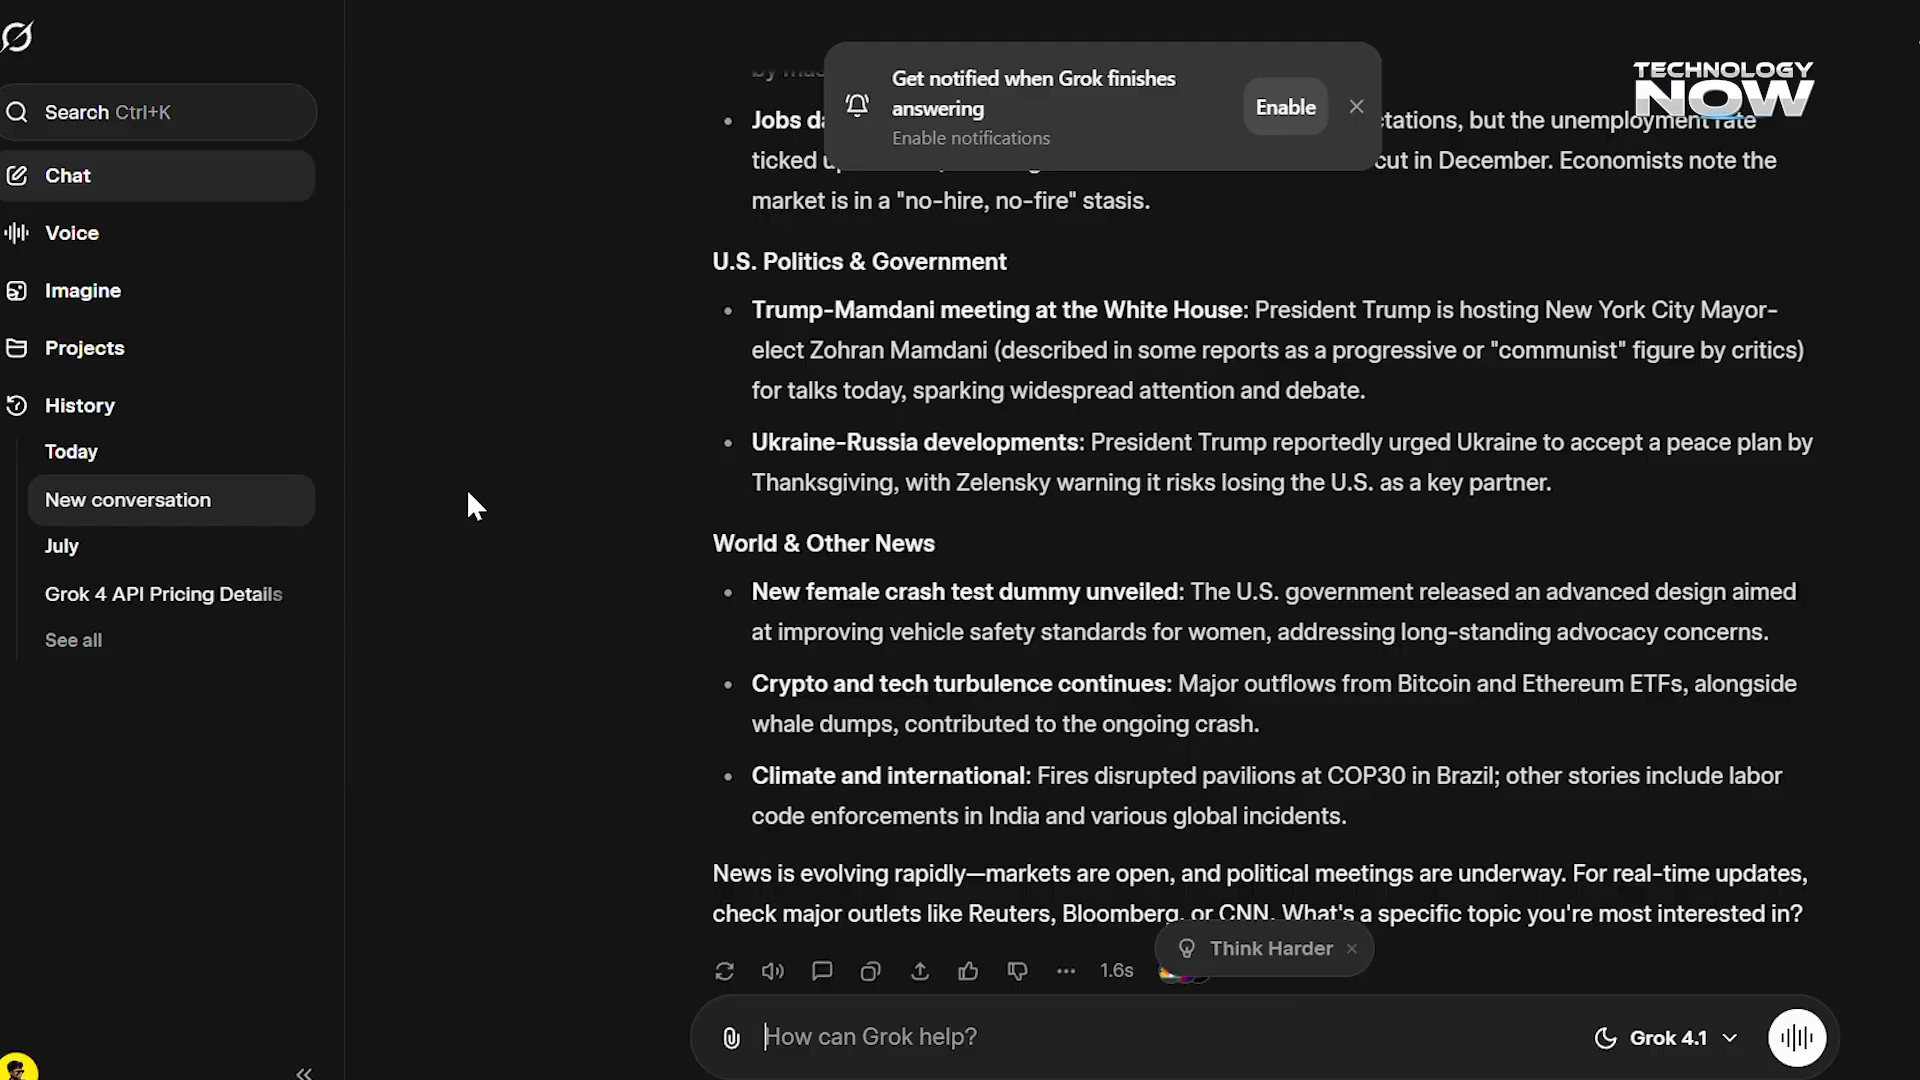 TECHNOLOGY
NOW
Search Ctrl+K
Chat
Voice
Imagine
Projects
History
Today
New conversation
July
Grok 4 API Pricing Details
See all
Get notified when Grok finishes
answering
Enable notifications
Enable
Jobs
but the unemployment rate
ticked
cut in December. Economists note the
market is in a "no-hire, no-fire" stasis.
U.S. Politics & Government
• Trump-Mamdani meeting at the White House: President Trump is hosting New York City Mayor-
elect Zohran Mamdani (described in some reports as a progressive or "communist" figure by critics)
for talks today, sparking widespread attention and debate.
• Ukraine-Russia developments: President Trump reportedly urged Ukraine to accept a peace plan by
Thanksgiving, with Zelensky warning it risks losing the U.S. as a key partner.
World & Other News
• New female crash test dummy unveiled: The U.S. government released an advanced design aimed
at improving vehicle safety standards for women, addressing long-standing advocacy concerns.
• Crypto and tech turbulence continues: Major outflows from Bitcoin and Ethereum ETFs, alongside
whale dumps, contributed to the ongoing crash.
• Climate and international: Fires disrupted pavilions at COP30 in Brazil; other stories include labor
code enforcements in India and various global incidents.
News is evolving rapidly—markets are open, and political meetings are underway. For real-time updates,
check major outlets like Reuters, Bloomberg, or CNN. What's a specific topic you're most interested in?
Think Harder
1.6s
How can Grok help?
Grok 4.1